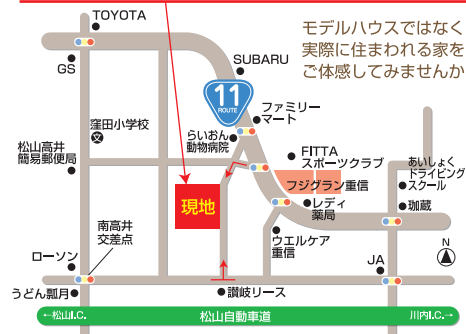 TOYOTA
モデルハウスではなく
実際に住まわれる家を
ご体感してみませんか
GS
SUBARU
11
ROUTE
ファミリー
マート
窪田小学校
文
らいおん
動物病院
松山高井
簡易郵便局
FITTA
スポーツクラブ
あいしょく
ドライビング
スクール
フジグラン重信
現地
レディ
薬局
珈蔵
南高井
交差点
ウエルケア
重信
N
ローソン
JA
うどん瓢月
讃岐リース
←松山I.C.
松山自動車道
川内I.C.→